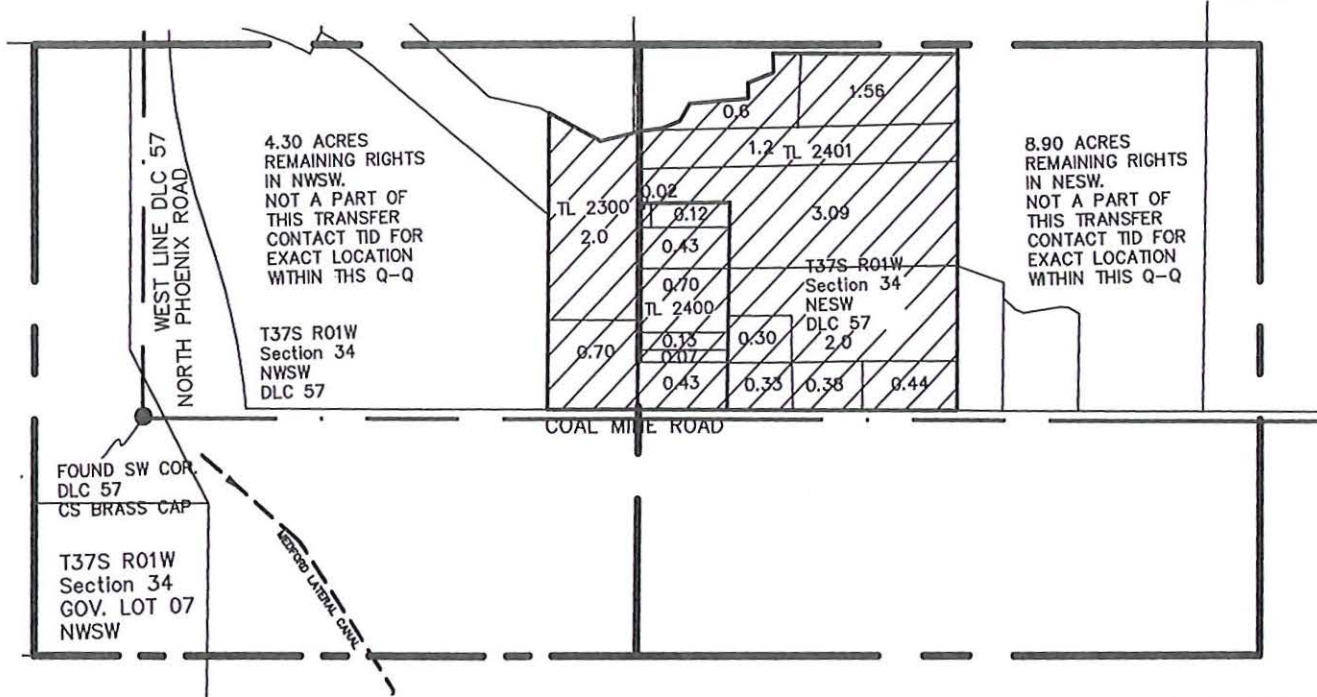 WEST LINE DLC 57
NORTH PHOENIX ROAD
4.30 ACRES
REMAINING RIGHTS
IN NWSW.
NOT A PART OF
THIS TRANSFER
CONTACT TID FOR
EXACT LOCATION
WITHIN THS Q-Q
T37S R01W
Section 34
NWSW
DLC 57
TL 2300
2.0
0.70
0.6
1.56
1.2
TL 2401
0.02
0.12
3.09
0.43
0.70
TL 2400
T37S R01W
Section 34
NESW
DLC 57
2.0
0.13
0.07
0.30
0.43
0.33
0.38
0.44
8.90 ACRES
REMAINING RIGHTS
IN NESW.
NOT A PART OF
THIS TRANSFER
CONTACT TID FOR
EXACT LOCATION
WITHIN THIS Q-Q
COAL MINE ROAD
FOUND SW COR.
DLC 57
CS BRASS CAP
T37S R01W
Section 34
GOV. LOT 07
NWSW
MEDFORD LATERAL CANAL